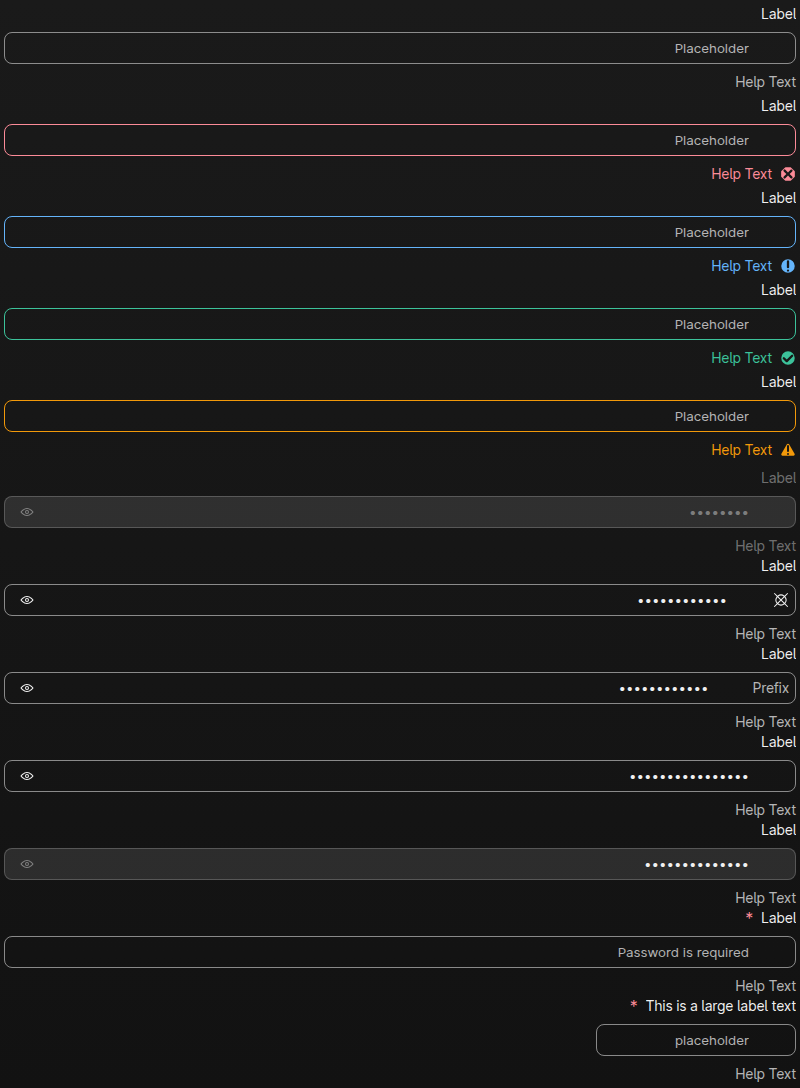 Label
Placeholder
Help Text
Label
Placeholder
Help Text
Label
Placeholder
Help Text
Label
Placeholder
Help Text
Label
Placeholder
Help Text
Label
••••••••
Help Text
Label
••••••••••••
Help Text
Label
•••••••••••• Prefix
Help Text
Label
••••••••••••••••
Help Text
Label
••••••••••••••
Help Text
* Label
Password is required
Help Text
* This is a large label text
placeholder
Help Text